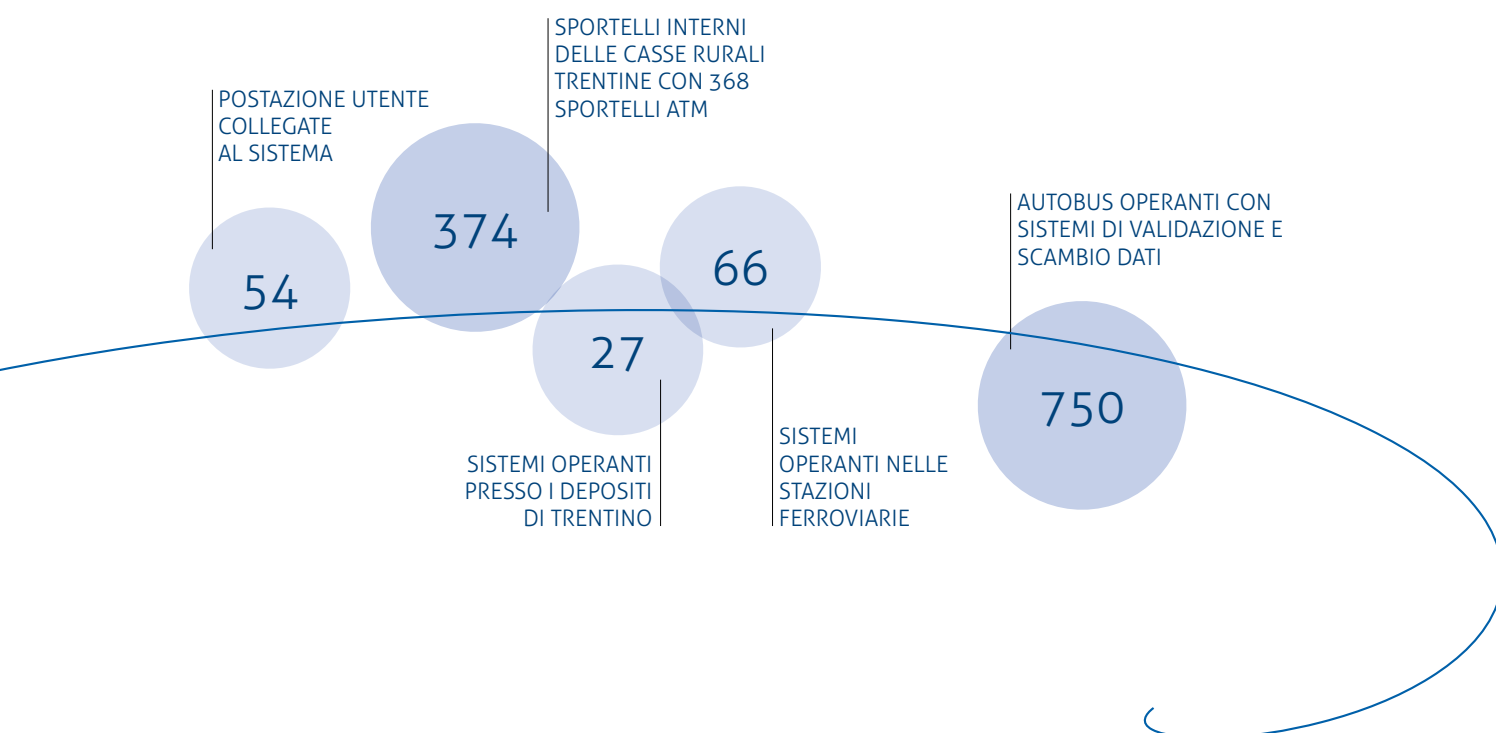 POSTAZIONE UTENTE
COLLEGATE
AL SISTEMA
54
SPORTELLI INTERNI
DELLE CASSE RURALI
TRENTINE CON 368
SPORTELLI ATM
374
27
SISTEMI OPERANTI
PRESSO I DEPOSITI
DI TRENTINO
66
SISTEMI
OPERANTI NELLE
STAZIONI
FERROVIARIE
AUTOBUS OPERANTI CON
SISTEMI DI VALIDAZIONE E
SCAMBIO DATI
750